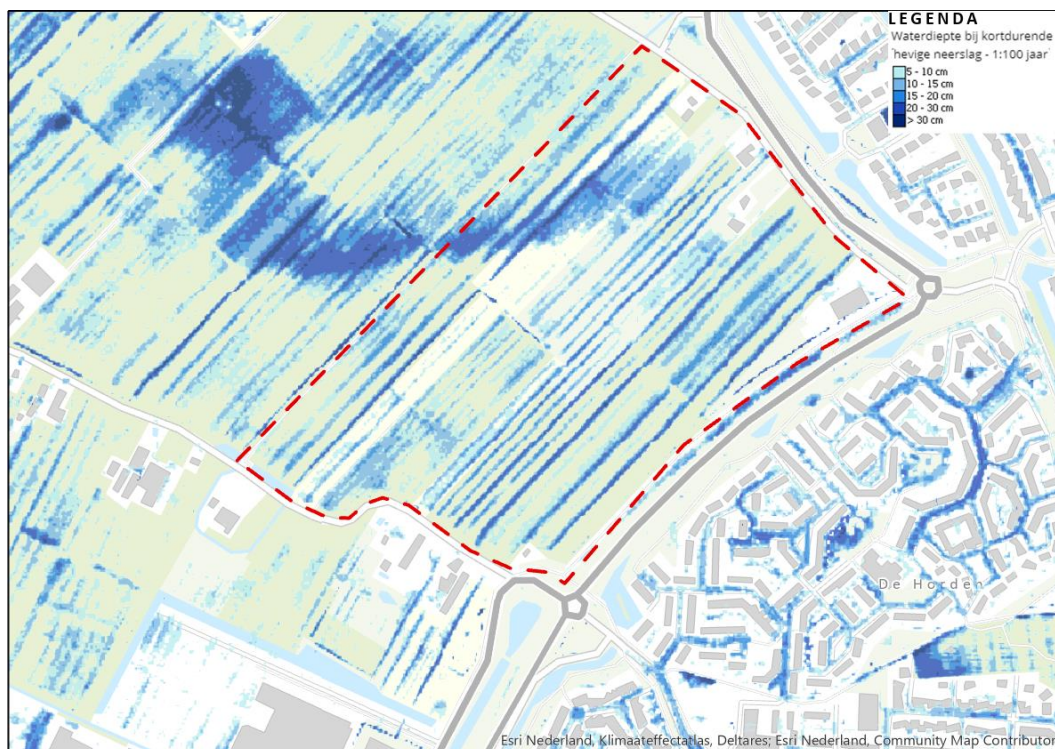 LEGENDA
Waterdiepte bij kortdurende
hevige neerslag - 1:100 jaar
5 - 10 cm
10 - 15 cm
15 - 20 cm
20 - 30 cm
> 30 cm
De Horden
Esri Nederland, Klimaateffectatlas, Deltares; Esri Nederland, Community Map Contributor